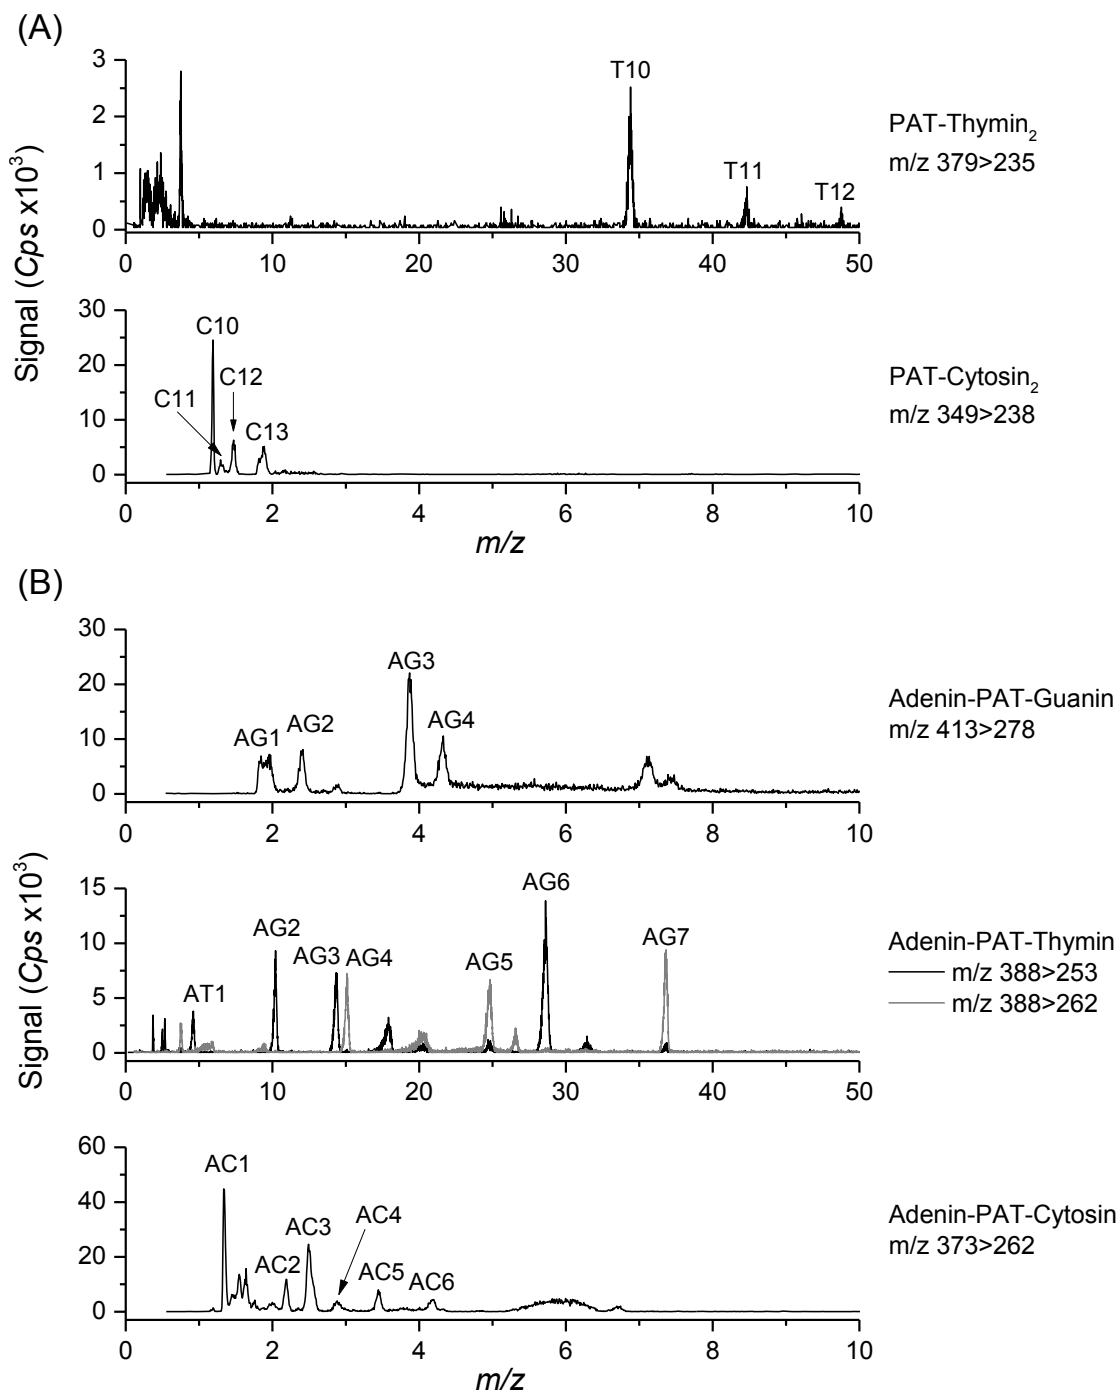 (A)
Signal (Cps x10³)
3
2
1
0
T10
T11
T12
0 10 20 30 40 50
PAT-Thymin₂
m/z 379>235
30
20
10
0
C10
C11
C12
C13
0 2 4 6 8 10
m/z
PAT-Cytosin₂
m/z 349>238
(B)
Signal (Cps x10³)
30
20
10
0
AG1
AG2
AG3
AG4
0 2 4 6 8 10
Adenin-PAT-Guanin
m/z 413>278
15
10
5
0
AT1
AG2
AG3
AG4
AG5
AG6
AG7
0 10 20 30 40 50
Adenin-PAT-Thymin
m/z 388>253
m/z 388>262
60
40
20
0
AC1
AC2
AC3
AC4
AC5
AC6
0 2 4 6 8 10
m/z
Adenin-PAT-Cytosin
m/z 373>262